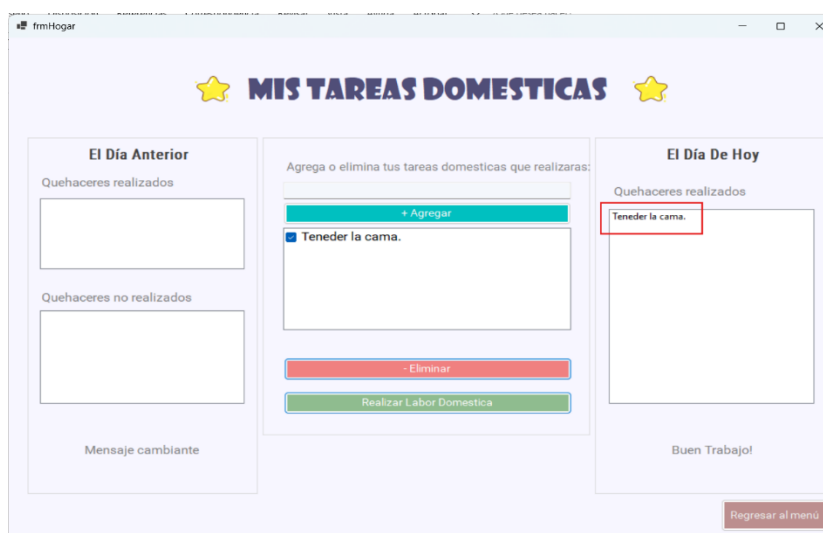 frmHogar
MIS TAREAS DOMESTICAS
El Día Anterior
Quehaceres realizados
Quehaceres no realizados
Mensaje cambiante
Agrega o elimina tus tareas domesticas que realizaras:
+ Agregar
Teneder la cama.
- Eliminar
Realizar Labor Domestica
El Día De Hoy
Quehaceres realizados
Teneder la cama.
Buen Trabajo!
Regresar al menú